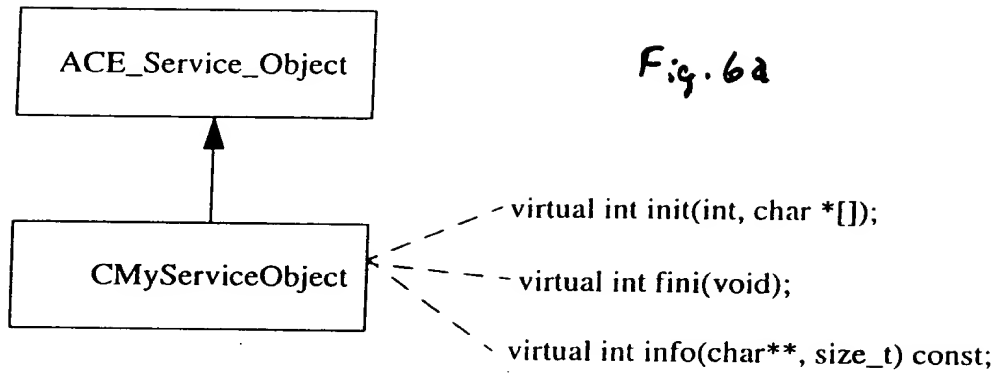 ACE_Service_Object
Fig. 6a
virtual int init(int, char *[]);
CMyServiceObject
virtual int fini(void);
virtual int info(char**, size_t) const;